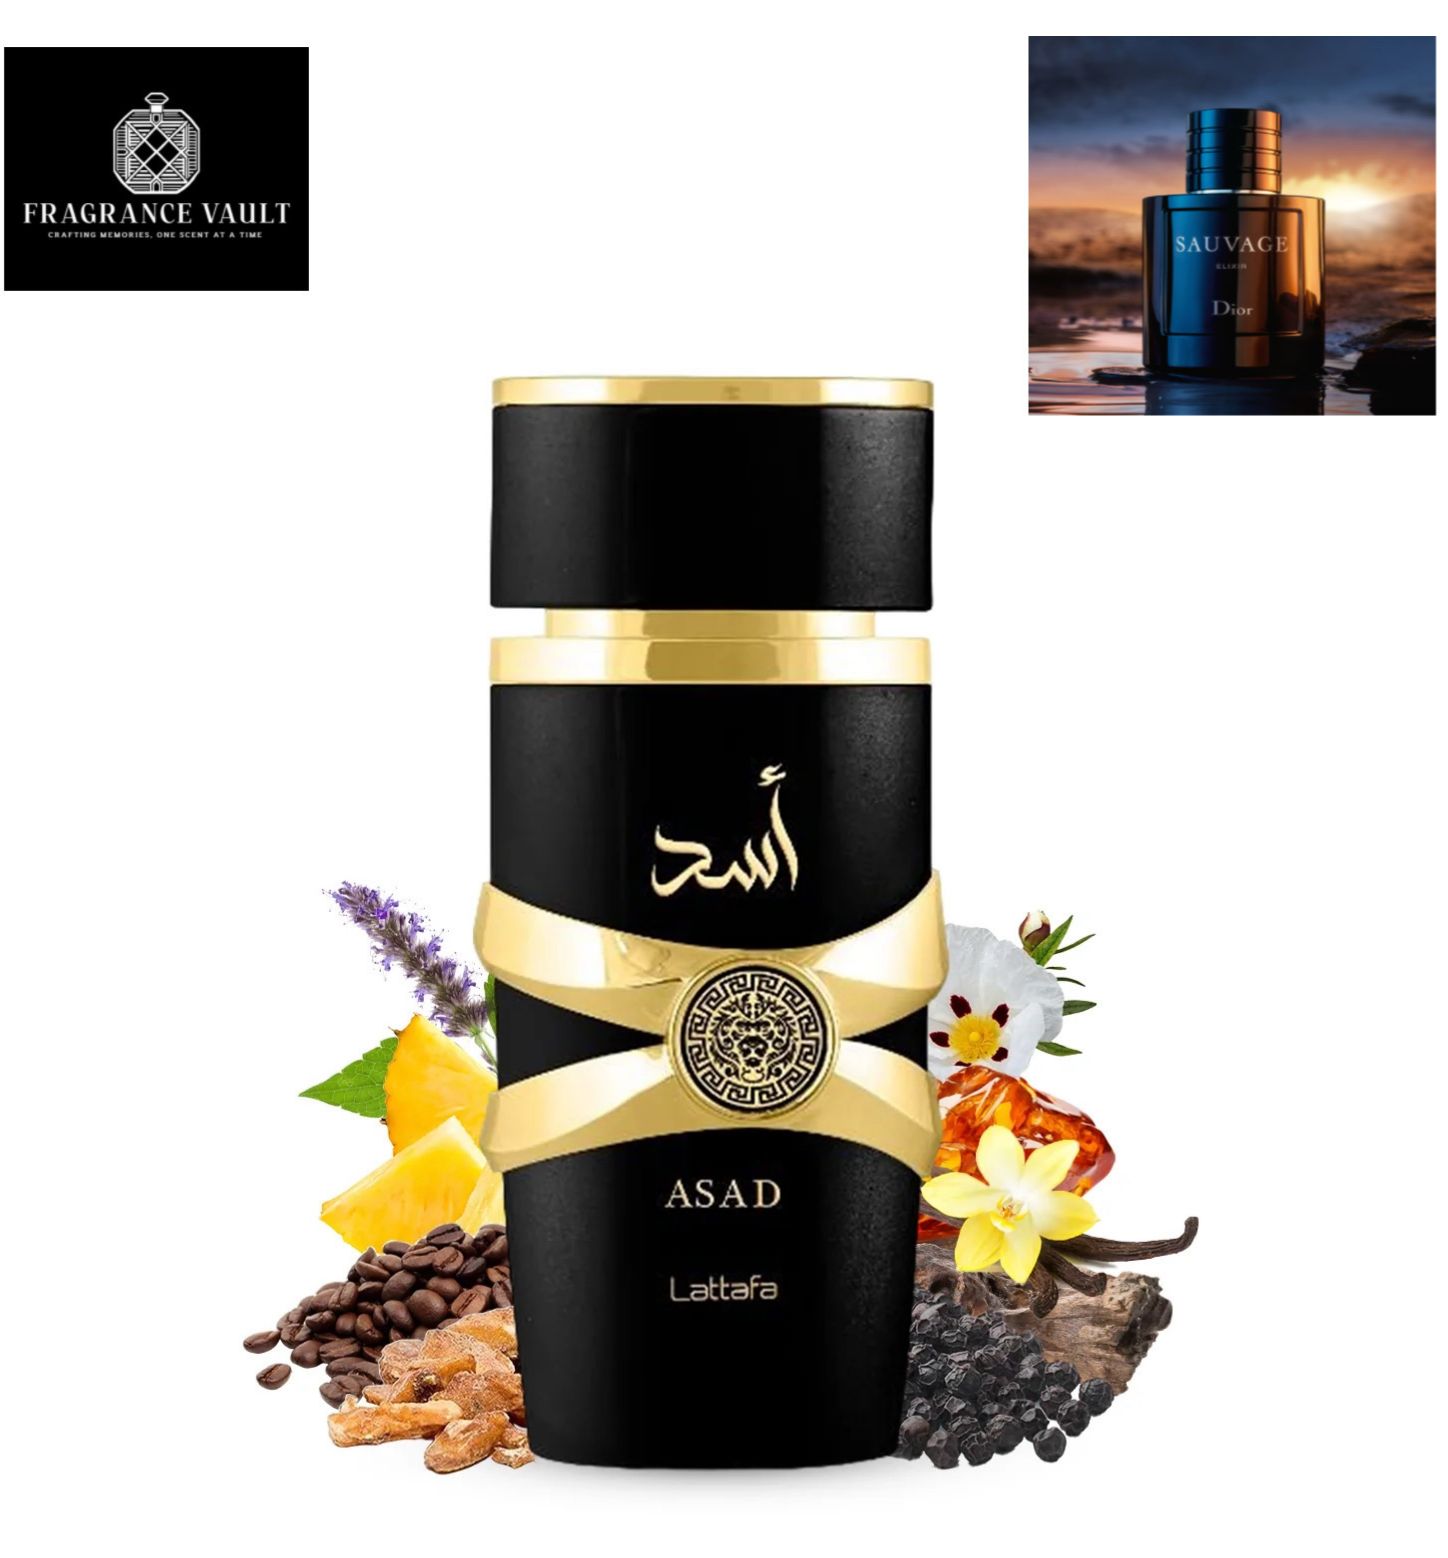 FRAGRANCE VAULT
CRAFTING MEMORIES, ONE SCENT AT A TIME
SAUVAGE
ELIXIR
Dior
أسد
ASAD
Lattafa